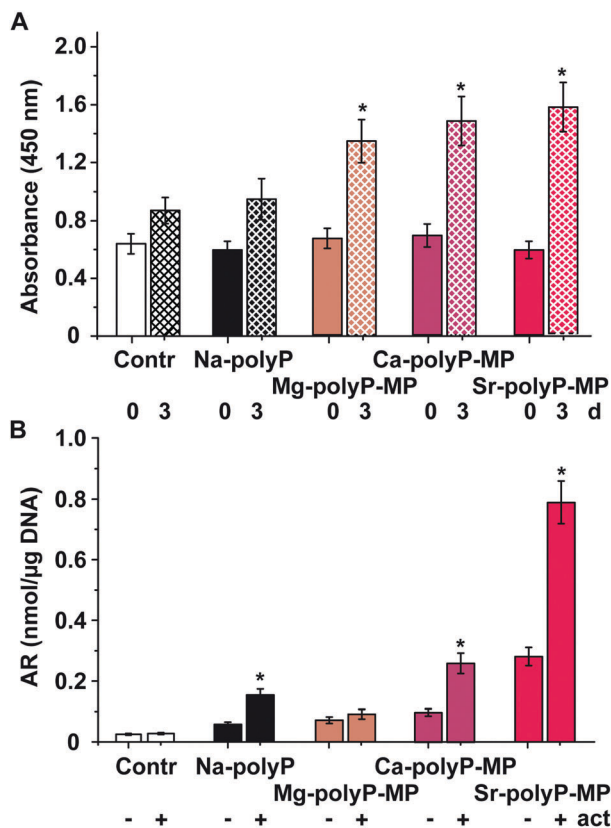 A
Absorbance (450 nm)
2.0
1.6
1.2
0.8
0.4
0
* * *
Contr Na-polyP Ca-polyP-MP
Mg-polyP-MP Sr-polyP-MP
0 3 0 3 0 3 0 3 0 3 d
B
AR (nmol/µg DNA)
1.0
0.8
0.6
0.4
0.2
0
* * *
Contr Na-polyP Ca-polyP-MP
Mg-polyP-MP Sr-polyP-MP
- + - + - + - + - + act